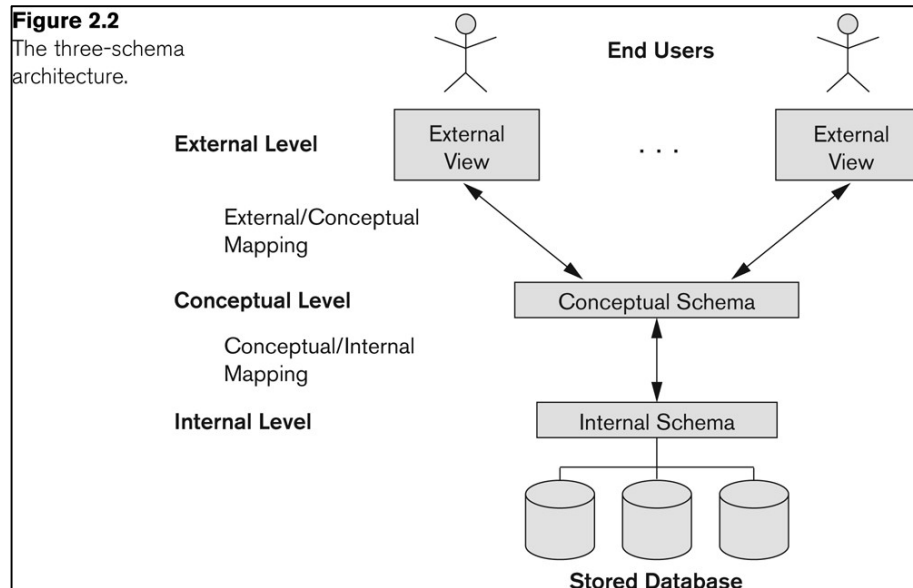 Figure 2.2
The three-schema
architecture.
End Users
External Level
External
View
. . .
External
View
External/Conceptual
Mapping
Conceptual Level
Conceptual Schema
Conceptual/Internal
Mapping
Internal Level
Internal Schema
Stored Database